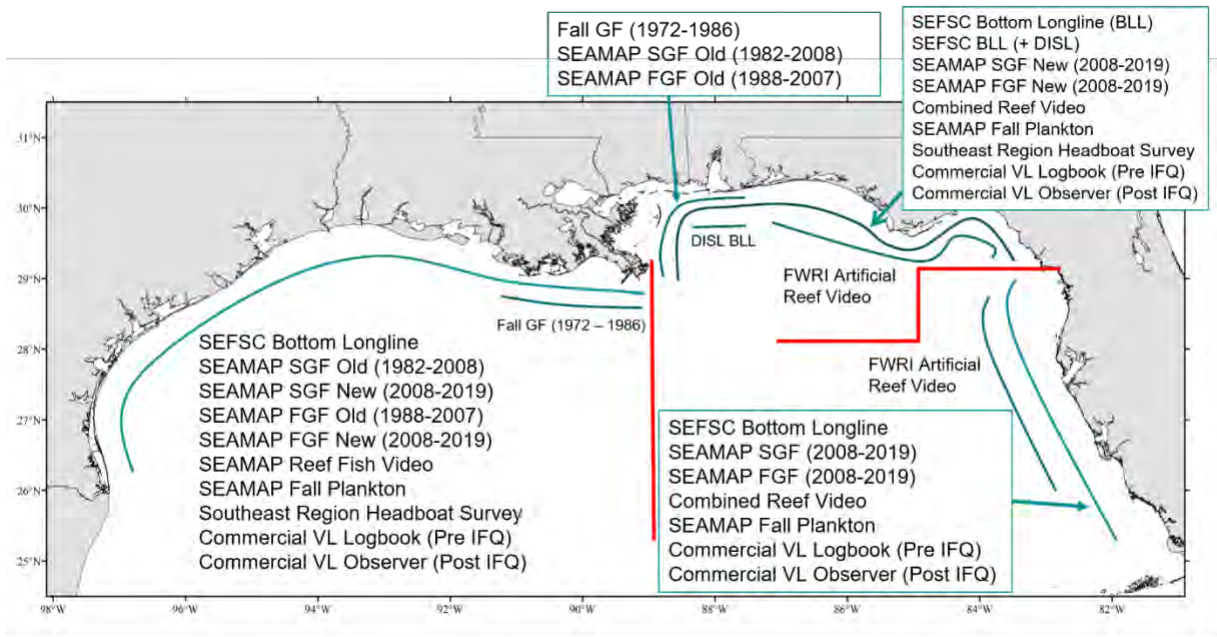 Fall GF (1972-1986)
SEAMAP SGF Old (1982-2008)
SEAMAP FGF Old (1988-2007)
SEFSC Bottom Longline (BLL)
SEFSC BLL (+ DISL)
SEAMAP SGF New (2008-2019)
SEAMAP FGF New (2008-2019)
Combined Reef Video
SEAMAP Fall Plankton
Southeast Region Headboat Survey
Commercial VL Logbook (Pre IFQ)
Commercial VL Observer (Post IFQ)
31°N
30°N
29°N
28°N
27°N
26°N
25°N
DISL BLL
FWRI Artificial
Reef Video
Fall GF (1972 – 1986)
FWRI Artificial
Reef Video
SEFSC Bottom Longline
SEAMAP SGF Old (1982-2008)
SEAMAP SGF New (2008-2019)
SEAMAP FGF Old (1988-2007)
SEAMAP FGF New (2008-2019)
SEAMAP Reef Fish Video
SEAMAP Fall Plankton
Southeast Region Headboat Survey
Commercial VL Logbook (Pre IFQ)
Commercial VL Observer (Post IFQ)
SEFSC Bottom Longline
SEAMAP SGF (2008-2019)
SEAMAP FGF (2008-2019)
Combined Reef Video
SEAMAP Fall Plankton
Commercial VL Logbook (Pre IFQ)
Commercial VL Observer (Post IFQ)
98°W 96°W 94°W 92°W 90°W 88°W 86°W 84°W 82°W